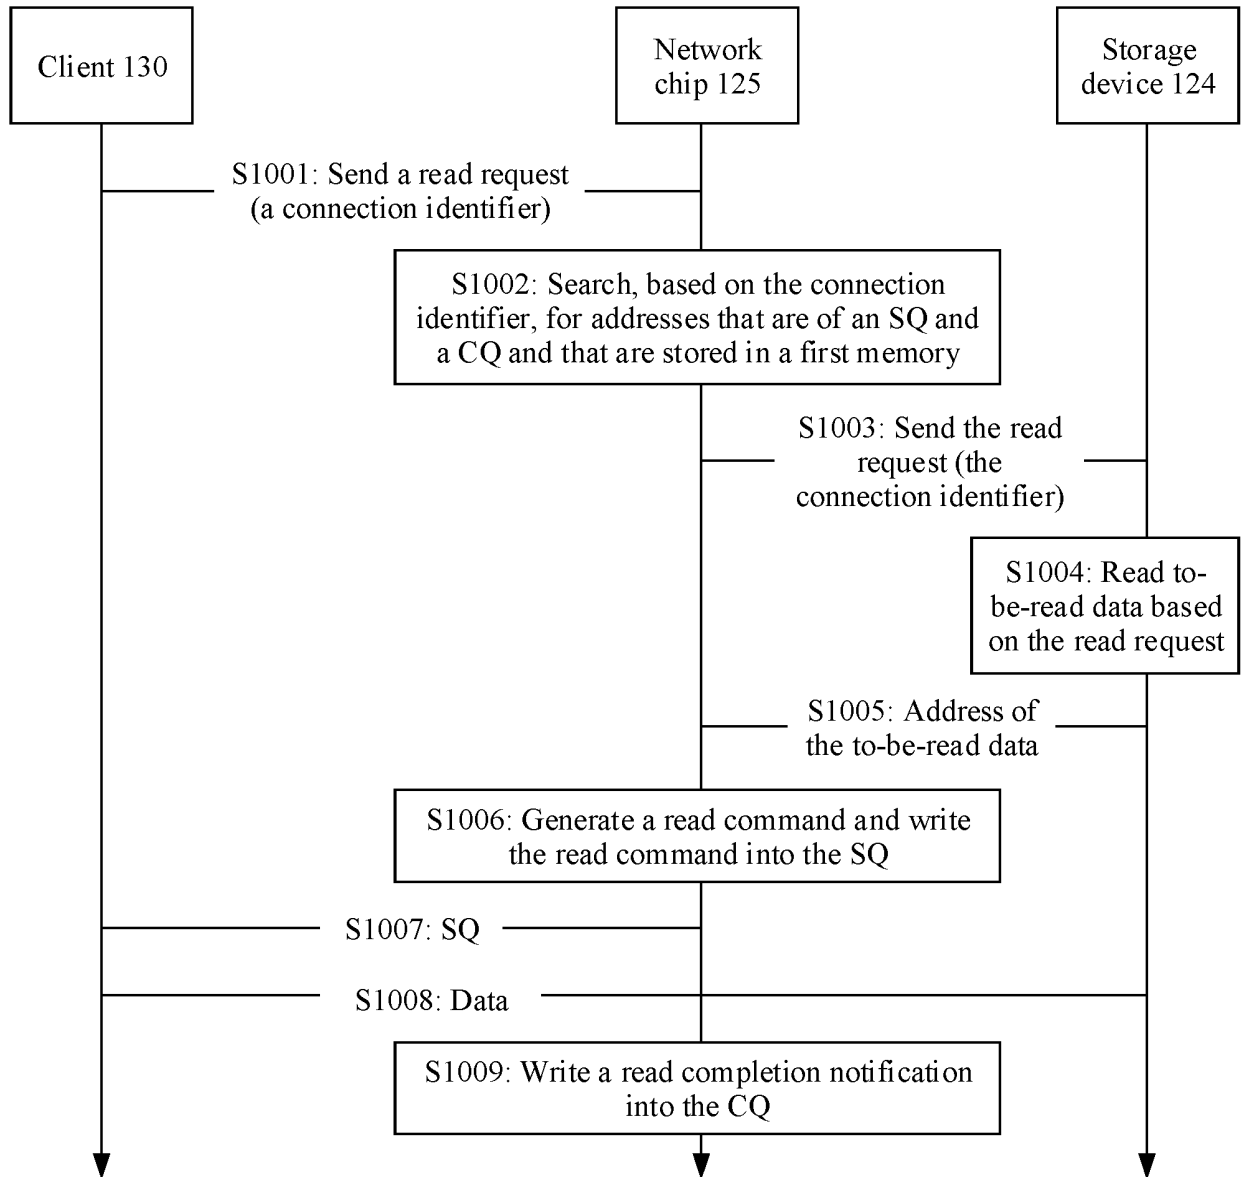 Client 130
Network
chip 125
Storage
device 124
S1001: Send a read request
(a connection identifier)
S1002: Search, based on the connection
identifier, for addresses that are of an SQ and
a CQ and that are stored in a first memory
S1003: Send the read
request (the
connection identifier)
S1004: Read to-
be-read data based
on the read request
S1005: Address of
the to-be-read data
S1006: Generate a read command and write
the read command into the SQ
S1007: SQ
S1008: Data
S1009: Write a read completion notification
into the CQ